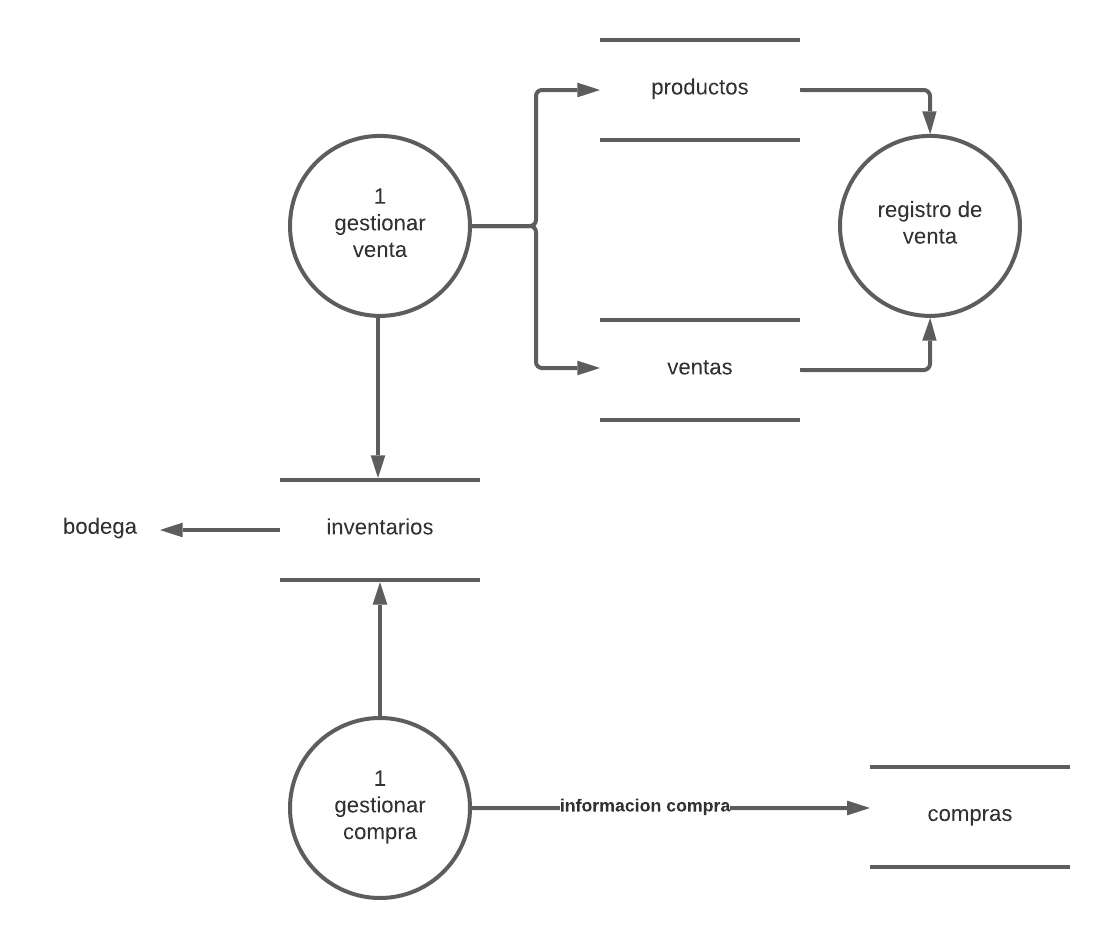 productos
1
gestionar
venta
registro de
venta
ventas
bodega
inventarios
1
gestionar
compra
informacion compra
compras